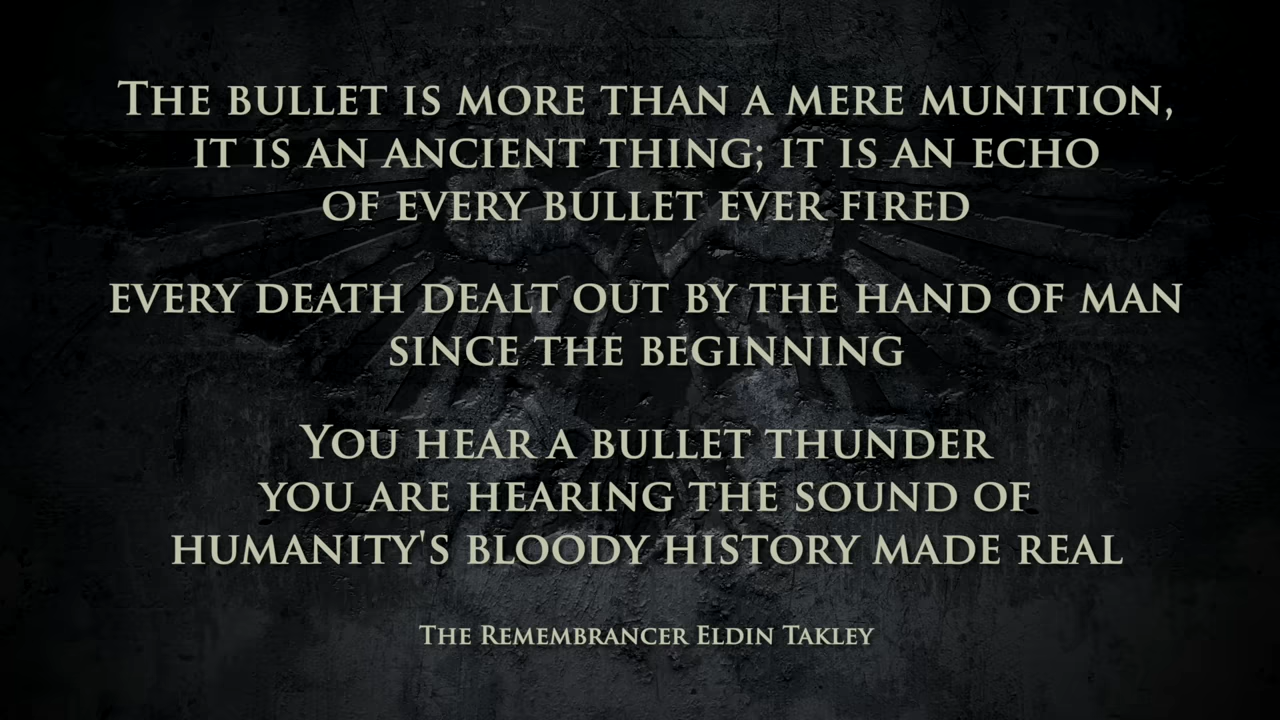 The bullet is more than a mere munition,
it is an ancient thing; it is an echo
of every bullet ever fired
every death dealt out by the hand of man
since the beginning
You hear a bullet thunder
you are hearing the sound of
humanity's bloody history made real
The Remembrancer Eldin Takley